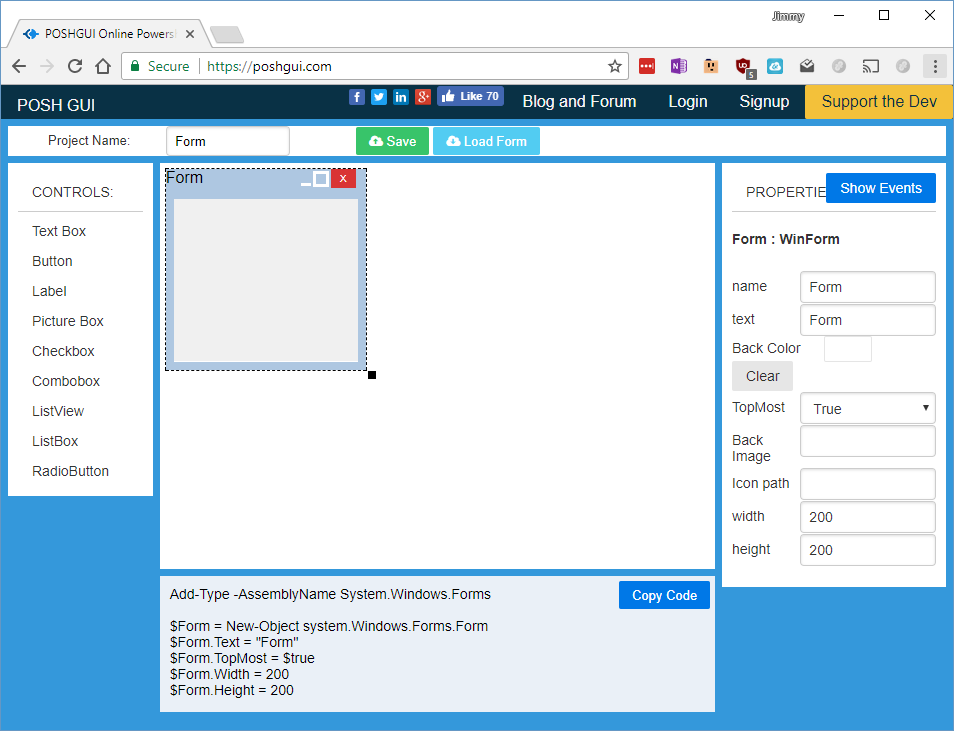 Jimmy
POSHGUI Online Powersh
Secure https://poshgui.com
5
POSH GUI
Like 70
Blog and Forum
Login
Signup
Support the Dev
Project Name:
Form
Save
Load Form
CONTROLS:
Text Box
Button
Label
Picture Box
Checkbox
Combobox
ListView
ListBox
RadioButton
Form
X
PROPERTIE
Show Events
Form : WinForm
name Form
text Form
Back Color
Clear
TopMost True
Back
Image
Icon path
width 200
height 200
Add-Type -AssemblyName System.Windows.Forms
Copy Code
$Form = New-Object system.Windows.Forms.Form
$Form.Text = "Form"
$Form.TopMost = $true
$Form.Width = 200
$Form.Height = 200